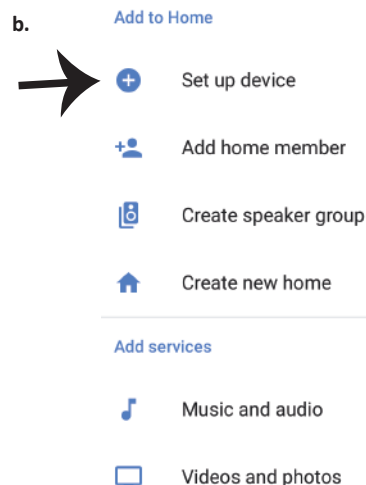 b.
Add to Home
Set up device
Add home member
Create speaker group
Create new home
Add services
Music and audio
Videos and photos